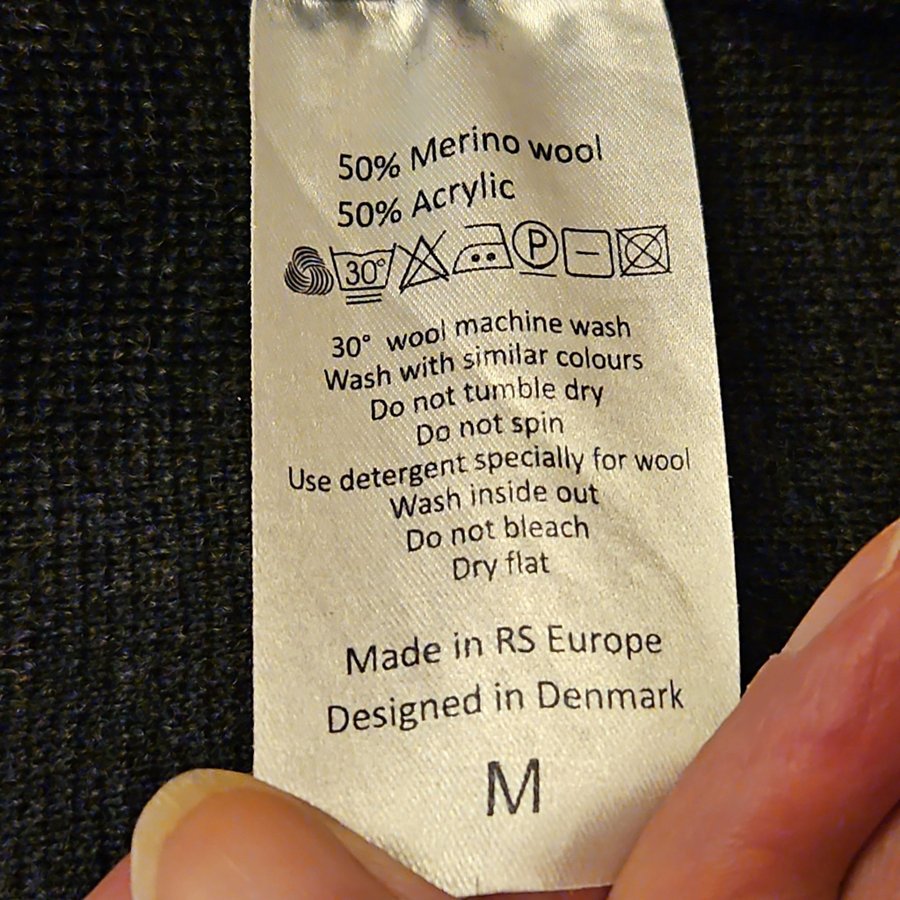 50% Merino wool
50% Acrylic
30° P
30° wool machine wash
Wash with similar colours
Do not tumble dry
Do not spin
Use detergent specially for wool
Wash inside out
Do not bleach
Dry flat
Made in RS Europe
Designed in Denmark
M